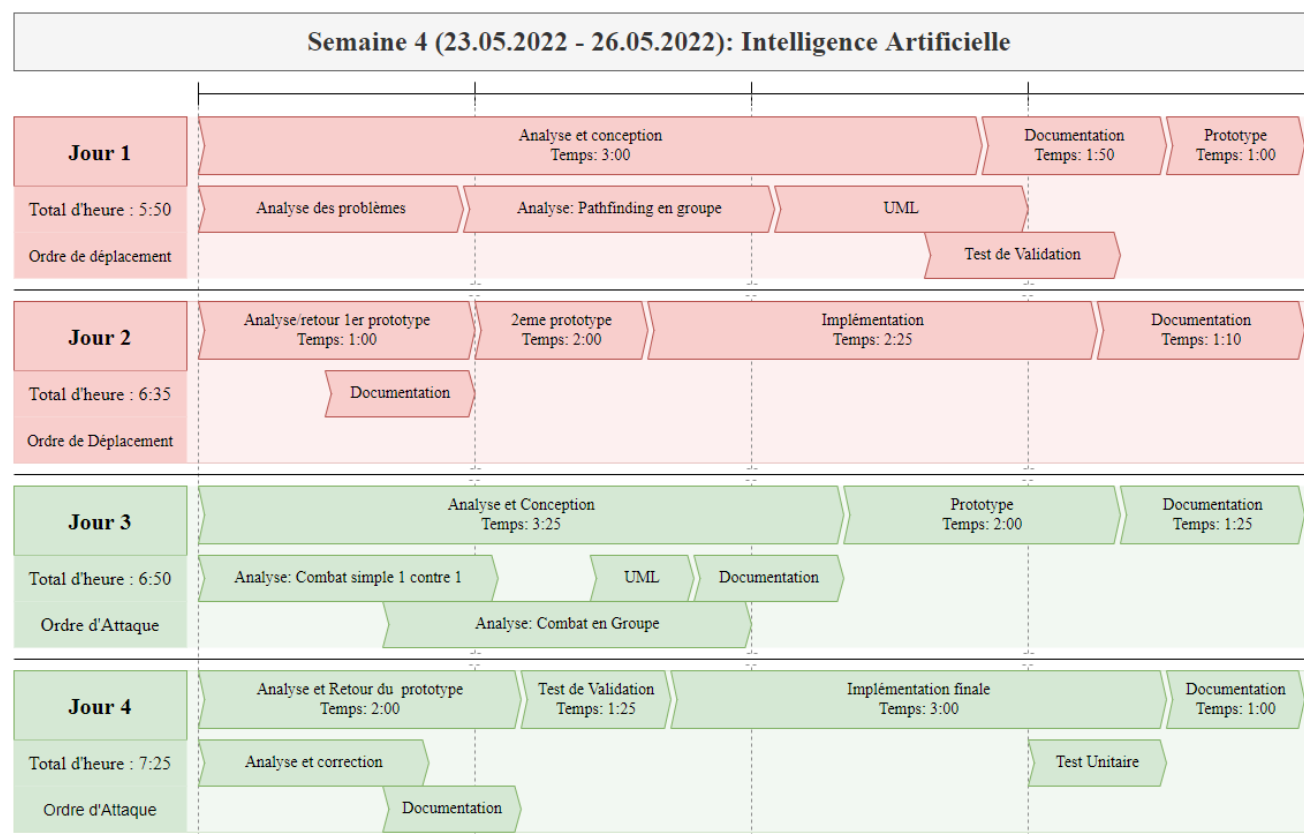 Semaine 4 (23.05.2022 - 26.05.2022): Intelligence Artificielle
Jour 1
Analyse et conception
Temps: 3:00
Documentation
Temps: 1:50
Prototype
Temps: 1:00
Total d'heure : 5:50
Analyse des problèmes
Analyse: Pathfinding en groupe
UML
Ordre de déplacement
Test de Validation
Jour 2
Analyse/retour 1er prototype
Temps: 1:00
2eme prototype
Temps: 2:00
Implémentation
Temps: 2:25
Documentation
Temps: 1:10
Total d'heure : 6:35
Documentation
Ordre de Déplacement
Jour 3
Analyse et Conception
Temps: 3:25
Prototype
Temps: 2:00
Documentation
Temps: 1:25
Total d'heure : 6:50
Analyse: Combat simple 1 contre 1
UML
Documentation
Ordre d'Attaque
Analyse: Combat en Groupe
Jour 4
Analyse et Retour du prototype
Temps: 2:00
Test de Validation
Temps: 1:25
Implémentation finale
Temps: 3:00
Documentation
Temps: 1:00
Total d'heure : 7:25
Analyse et correction
Test Unitaire
Ordre d'Attaque
Documentation